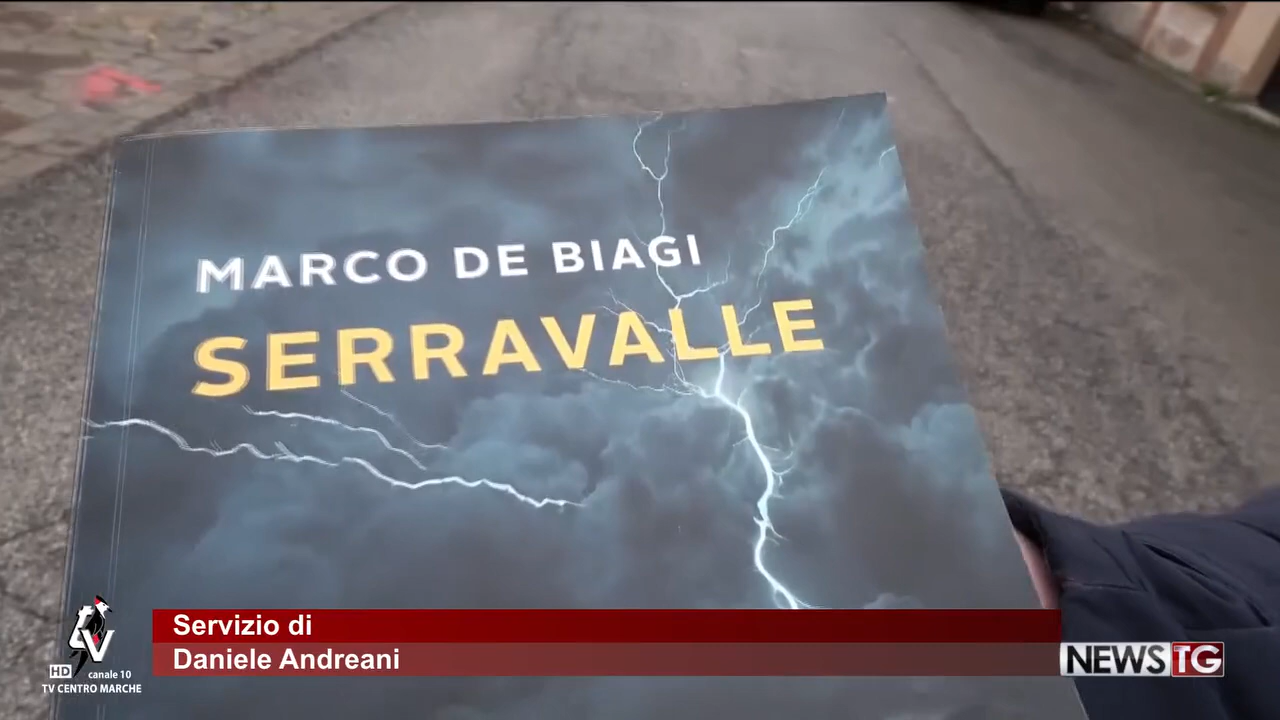 MARCO DE BIAGI
SERRAVALLE
Servizio di
Daniele Andreani
V
HD canale 10
TV CENTRO MARCHE
NEWS TG